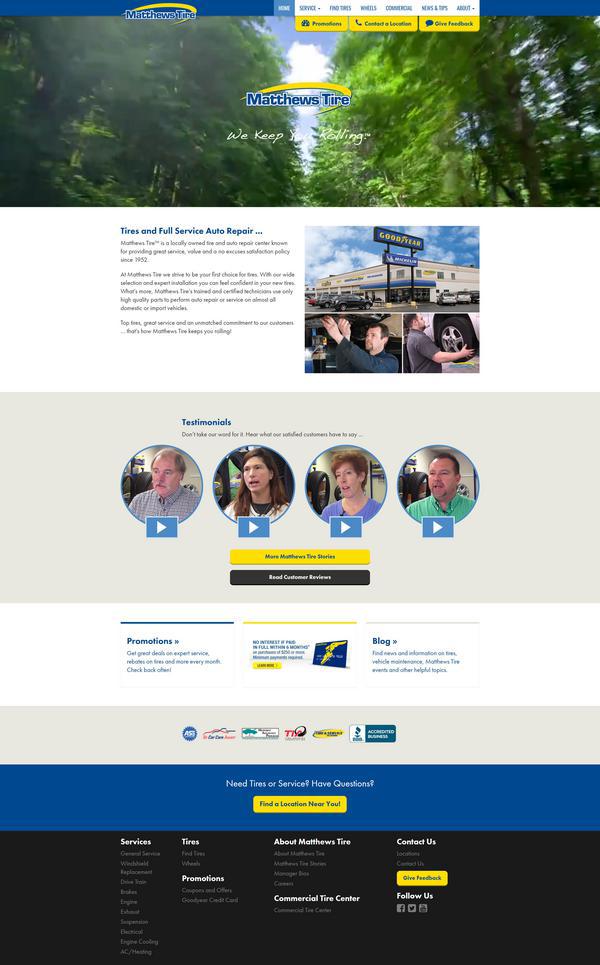 Matthews Tire
HOME SERVICE FIND TIRES WHEELS COMMERCIAL NEWS & TIPS ABOUT
Promotions Contact a Location Give Feedback
Matthews Tire
We Keep You Rolling.
Tires and Full Service Auto Repair ...
Matthews Tire™ is a locally owned tire and auto repair center known
for providing great service, value and a no excuses satisfaction policy
since 1952.
At Matthews Tire we strive to be your first choice for tires. With our wide
selection and expert installation you can feel confident in your new tires.
What's more, Matthews Tire's trained and certified technicians use only
high quality parts to perform auto repair or service on almost all
domestic or import vehicles.
Top tires, great service and an unmatched commitment to our customers
... that's how Matthews Tire keeps you rolling!
GOODYEAR
MICHELIN
Testimonials
Don't take our word for it. Hear what our satisfied customers have to say ...
More Matthews Tire Stories
Read Customer Reviews
Promotions »
Get great deals on expert service,
rebates on tires and more every month.
Check back often!
NO INTEREST IF PAID
IN FULL WITHIN 6 MONTHS*
on purchases of $250 or more.
Minimum payments required.
LEARN MORE >
Blog »
Find news and information on tires,
vehicle maintenance, Matthews Tire
events and other helpful topics.
ASE
Car Care Aware
BBB ACCREDITED
BUSINESS
Need Tires or Service? Have Questions?
Find a Location Near You!
Services
General Service
Windshield
Replacement
Drive Train
Brakes
Engine
Exhaust
Suspension
Electrical
Engine Cooling
AC/Heating
Tires
Find Tires
Wheels
Promotions
Coupons and Offers
Goodyear Credit Card
About Matthews Tire
About Matthews Tire
Matthews Tire Stories
Manager Bios
Careers
Commercial Tire Center
Commercial Tire Center
Contact Us
Locations
Contact Us
Give Feedback
Follow Us